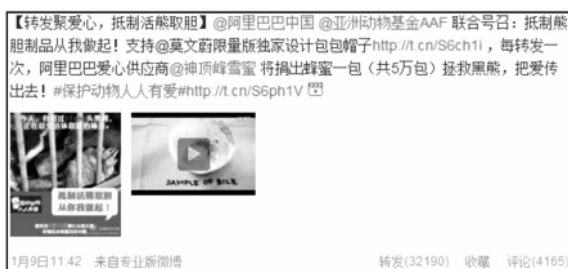 【转发聚爱心，抵制活熊取胆】@阿里巴巴中国 @亚洲动物基金AAF 联合号召：抵制熊
胆制品从我做起！支持@莫文蔚限量版独家设计包包帽子http://t.cn/S6ch1i ，每转发一
次，阿里巴巴爱心供应商@神顶峰雪蜜 将捐出蜂蜜一包（共5万包）拯救黑熊，把爱传
出去！#保护动物人人有爱#http://t.cn/S6ph1V
抵制活熊取胆
从你我做起！
SAMPLE OF BILE
1月9日11:42 来自专业版微博
转发(32190) 收藏 评论(4165)